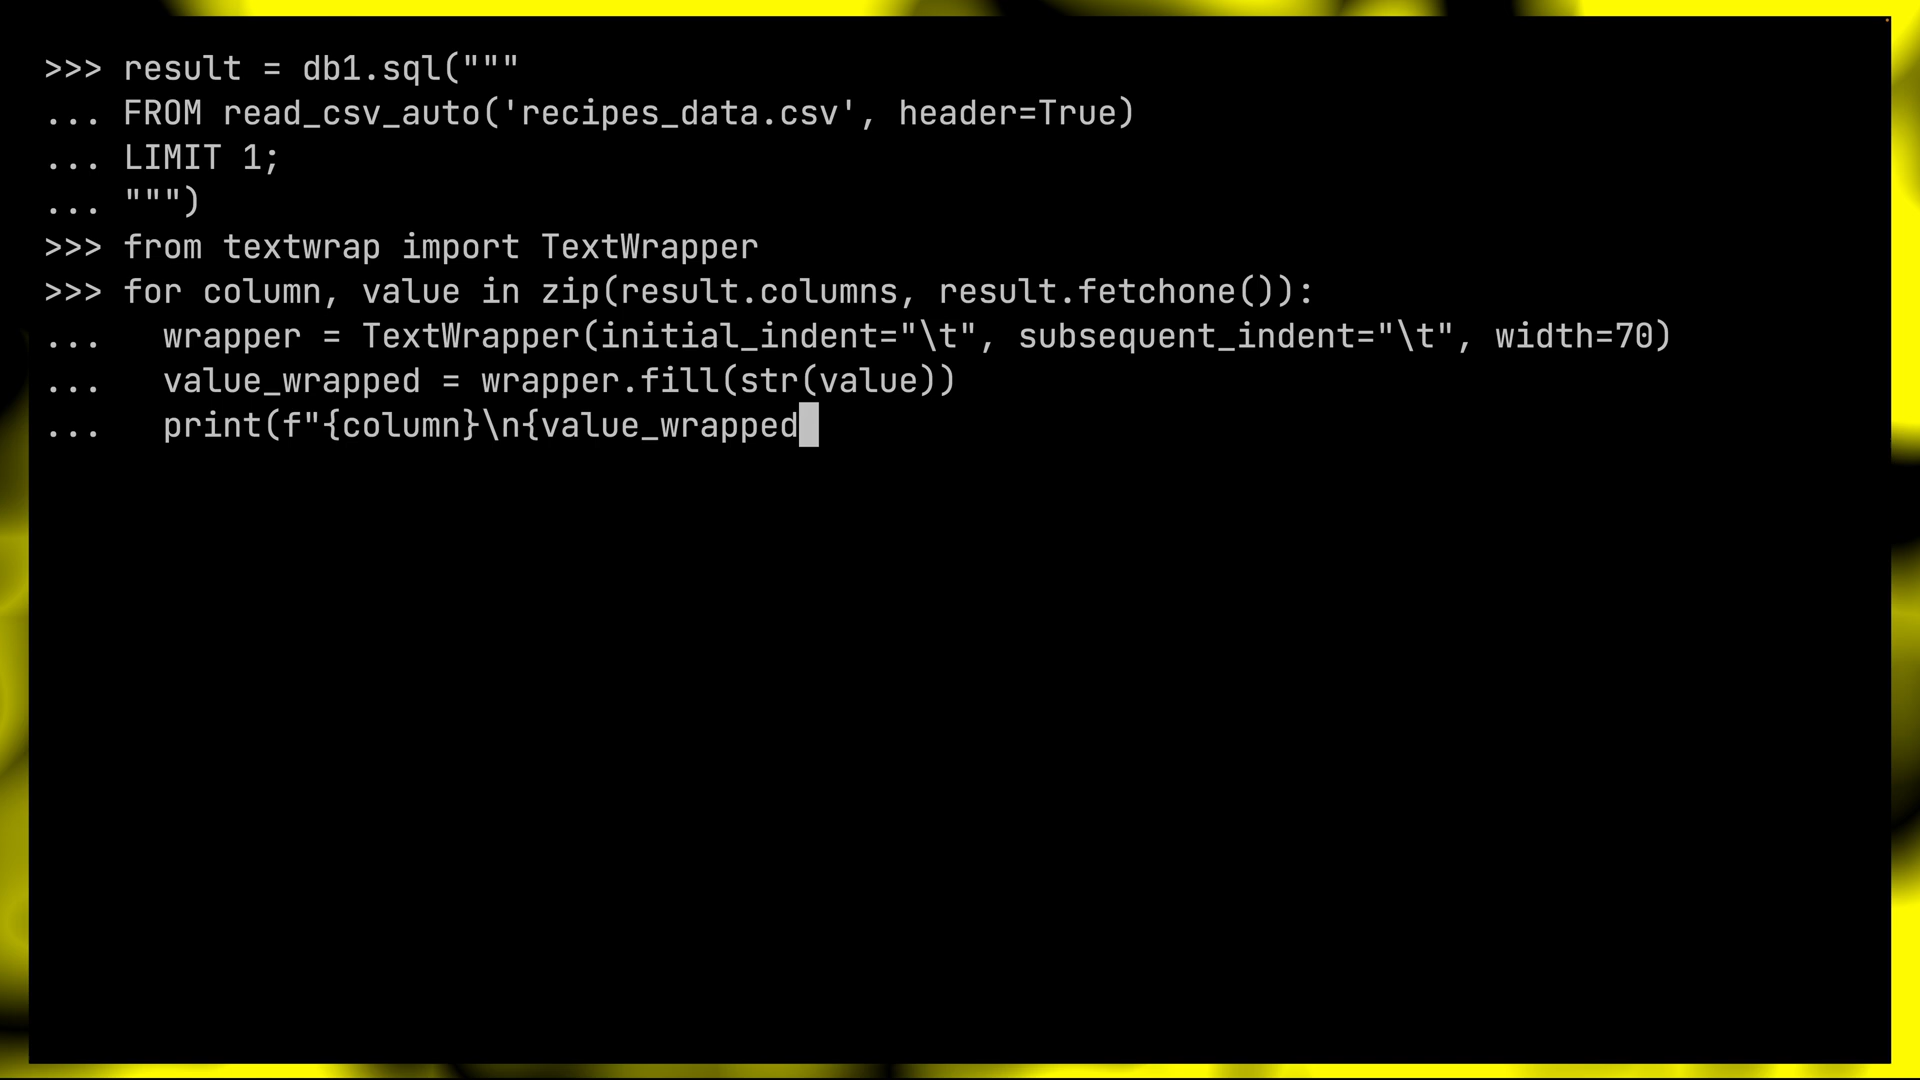 >>> result = db1.sql("""
... FROM read_csv_auto('recipes_data.csv', header=True)
... LIMIT 1;
... """)
>>> from textwrap import TextWrapper
>>> for column, value in zip(result.columns, result.fetchone()):
...   wrapper = TextWrapper(initial_indent="\t", subsequent_indent="\t", width=70)
...   value_wrapped = wrapper.fill(str(value))
...   print(f"{column}\n{value_wrapped